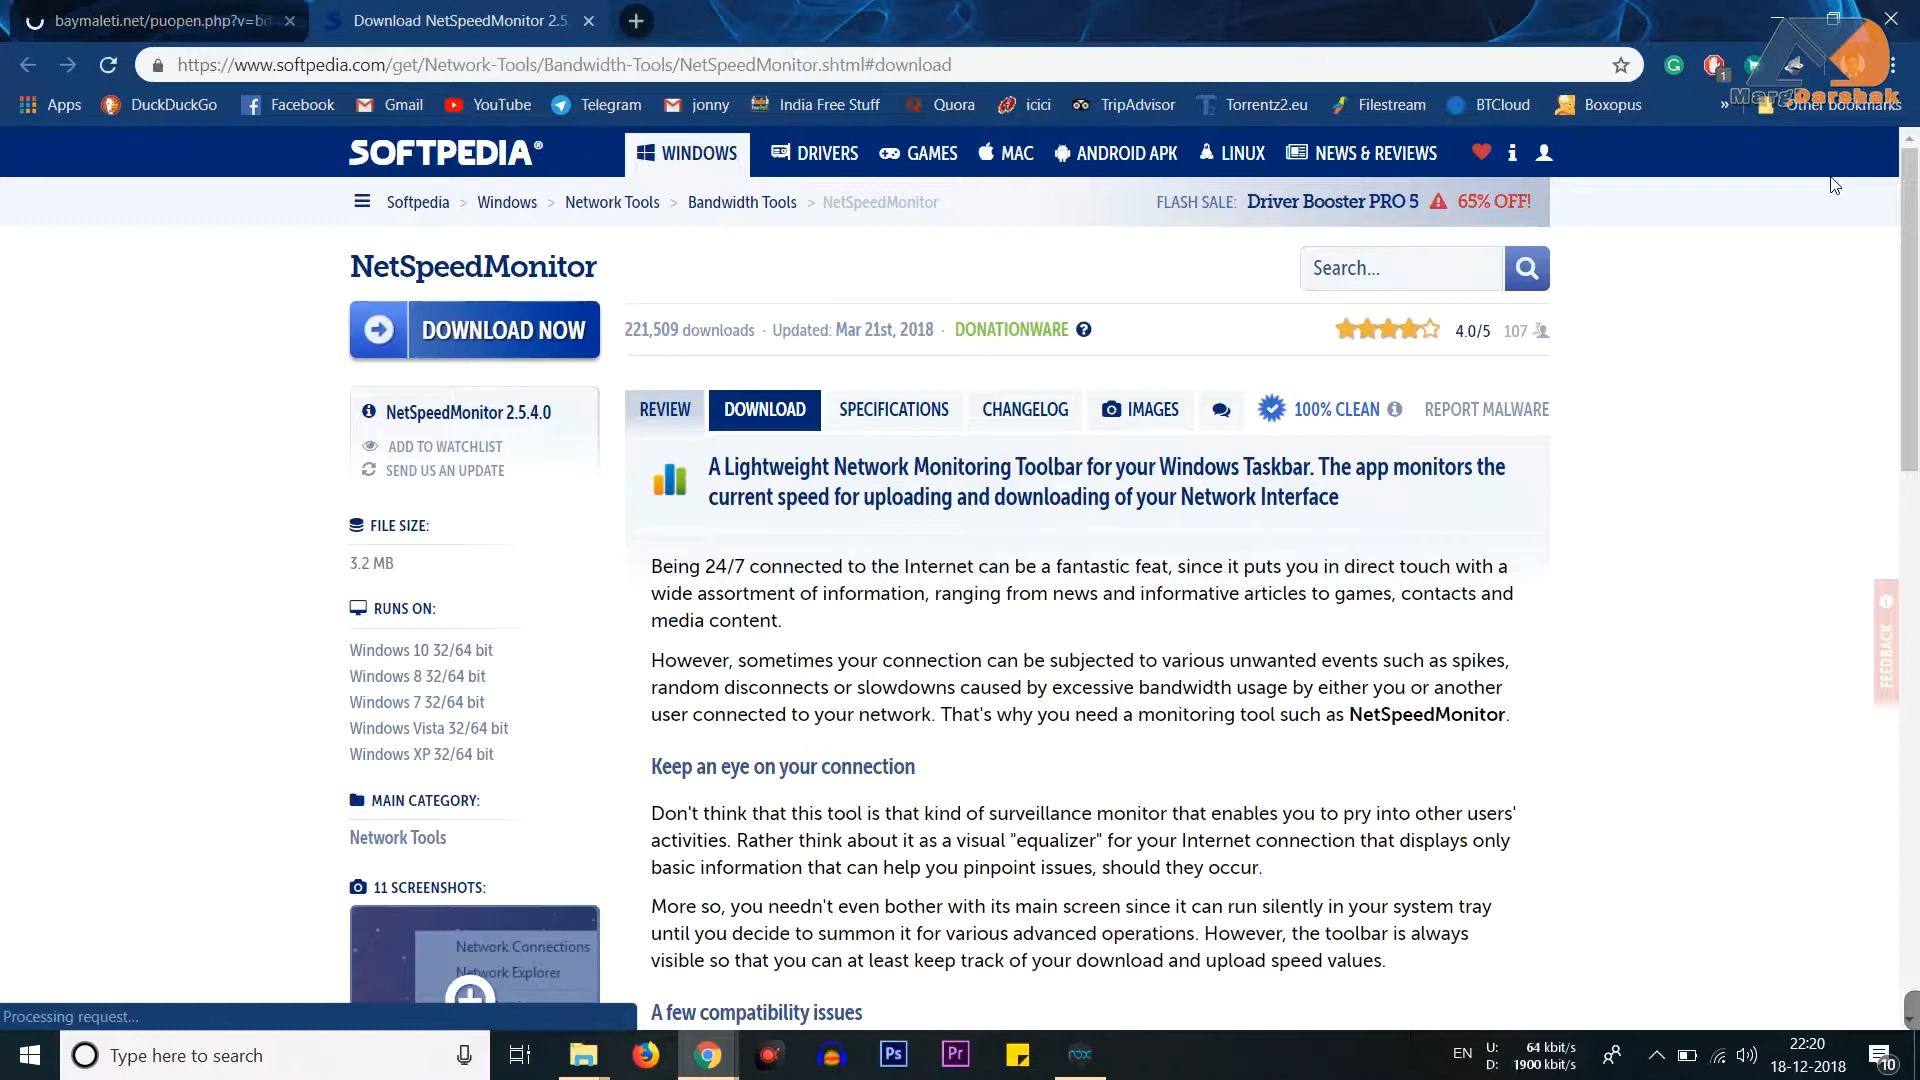 baymaleti.net/puopen.php?v=bd
Download NetSpeedMonitor 2.5
https://www.softpedia.com/get/Network-Tools/Bandwidth-Tools/NetSpeedMonitor.shtml#download
1
MargDarshak
Apps DuckDuckGo Facebook Gmail YouTube Telegram jonny India Free Stuff Quora icici TripAdvisor Torrentz2.eu Filestream BTCloud Boxopus » Other bookmarks
SOFTPEDIA®
WINDOWS DRIVERS GAMES MAC ANDROID APK LINUX NEWS & REVIEWS
Softpedia > Windows > Network Tools > Bandwidth Tools > NetSpeedMonitor
FLASH SALE: Driver Booster PRO 5 65% OFF!
NetSpeedMonitor
Search...
DOWNLOAD NOW
221,509 downloads · Updated: Mar 21st, 2018 · DONATIONWARE
4.0/5 107
NetSpeedMonitor 2.5.4.0
ADD TO WATCHLIST
SEND US AN UPDATE
FILE SIZE:
3.2 MB
RUNS ON:
Windows 10 32/64 bit
Windows 8 32/64 bit
Windows 7 32/64 bit
Windows Vista 32/64 bit
Windows XP 32/64 bit
MAIN CATEGORY:
Network Tools
11 SCREENSHOTS:
Network Connections
Network Explorer
REVIEW DOWNLOAD SPECIFICATIONS CHANGELOG IMAGES 100% CLEAN REPORT MALWARE
A Lightweight Network Monitoring Toolbar for your Windows Taskbar. The app monitors the
current speed for uploading and downloading of your Network Interface
Being 24/7 connected to the Internet can be a fantastic feat, since it puts you in direct touch with a
wide assortment of information, ranging from news and informative articles to games, contacts and
media content.
However, sometimes your connection can be subjected to various unwanted events such as spikes,
random disconnects or slowdowns caused by excessive bandwidth usage by either you or another
user connected to your network. That's why you need a monitoring tool such as NetSpeedMonitor.
Keep an eye on your connection
Don't think that this tool is that kind of surveillance monitor that enables you to pry into other users'
activities. Rather think about it as a visual "equalizer" for your Internet connection that displays only
basic information that can help you pinpoint issues, should they occur.
More so, you needn't even bother with its main screen since it can run silently in your system tray
until you decide to summon it for various advanced operations. However, the toolbar is always
visible so that you can at least keep track of your download and upload speed values.
A few compatibility issues
FEEDBACK
Processing request...
Type here to search
Ps
Pr
nox
EN
U: 64 kbit/s
D: 1900 kbit/s
22:20
18-12-2018
10